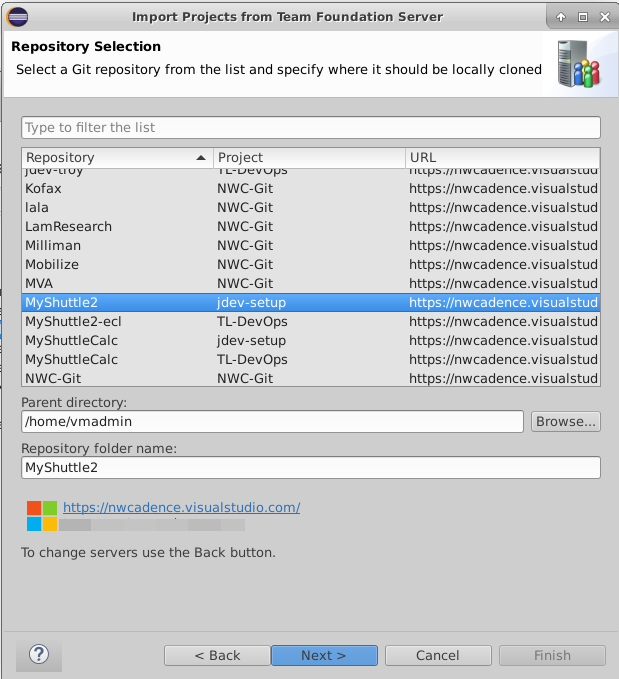 Import Projects from Team Foundation Server
Repository Selection
Select a Git repository from the list and specify where it should be locally cloned
Type to filter the list
Repository Project URL
jdev-troy TL-DevOps https://nwcadence.visualstud
Kofax NWC-Git https://nwcadence.visualstud
lala NWC-Git https://nwcadence.visualstud
LamResearch NWC-Git https://nwcadence.visualstud
Milliman NWC-Git https://nwcadence.visualstud
Mobilize NWC-Git https://nwcadence.visualstud
MVA NWC-Git https://nwcadence.visualstud
MyShuttle2 jdev-setup https://nwcadence.visualstud
MyShuttle2-ecl TL-DevOps https://nwcadence.visualstud
MyShuttleCalc jdev-setup https://nwcadence.visualstud
MyShuttleCalc TL-DevOps https://nwcadence.visualstud
NWC-Git NWC-Git https://nwcadence.visualstud
Parent directory:
/home/vmadmin Browse...
Repository folder name:
MyShuttle2
https://nwcadence.visualstudio.com/
To change servers use the Back button.
? < Back Next > Cancel Finish